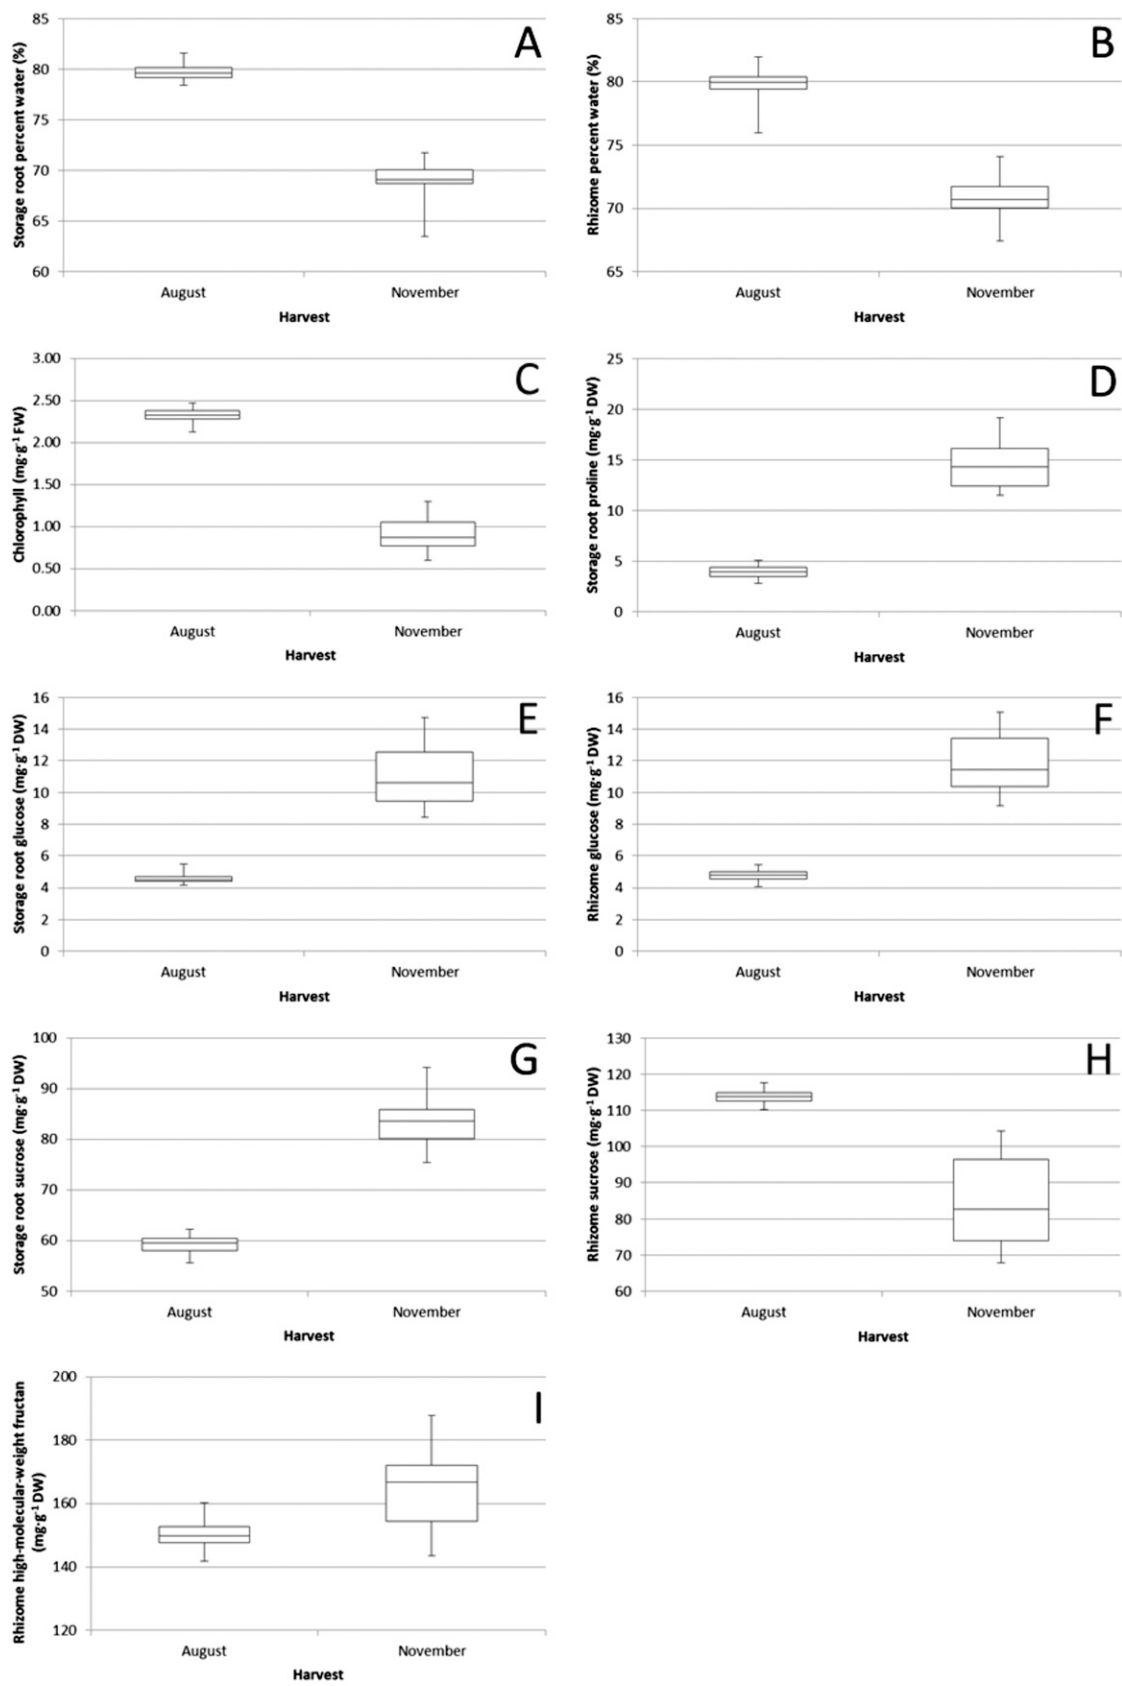 A
Storage root percent water (%)
85
80
75
70
65
60
August November
Harvest
B
Rhizome percent water (%)
85
80
75
70
65
August November
Harvest
C
Chlorophyll (mg·g⁻¹ FW)
3.00
2.50
2.00
1.50
1.00
0.50
0.00
August November
Harvest
D
Storage root proline (mg·g⁻¹ DW)
25
20
15
10
5
0
August November
Harvest
E
Storage root glucose (mg·g⁻¹ DW)
16
14
12
10
8
6
4
2
0
August November
Harvest
F
Rhizome glucose (mg·g⁻¹ DW)
16
14
12
10
8
6
4
2
0
August November
Harvest
G
Storage root sucrose (mg·g⁻¹ DW)
100
90
80
70
60
50
August November
Harvest
H
Rhizome sucrose (mg·g⁻¹ DW)
130
120
110
100
90
80
70
60
August November
Harvest
I
Rhizome high-molecular-weight fructan
(mg·g⁻¹ DW)
200
180
160
140
120
August November
Harvest